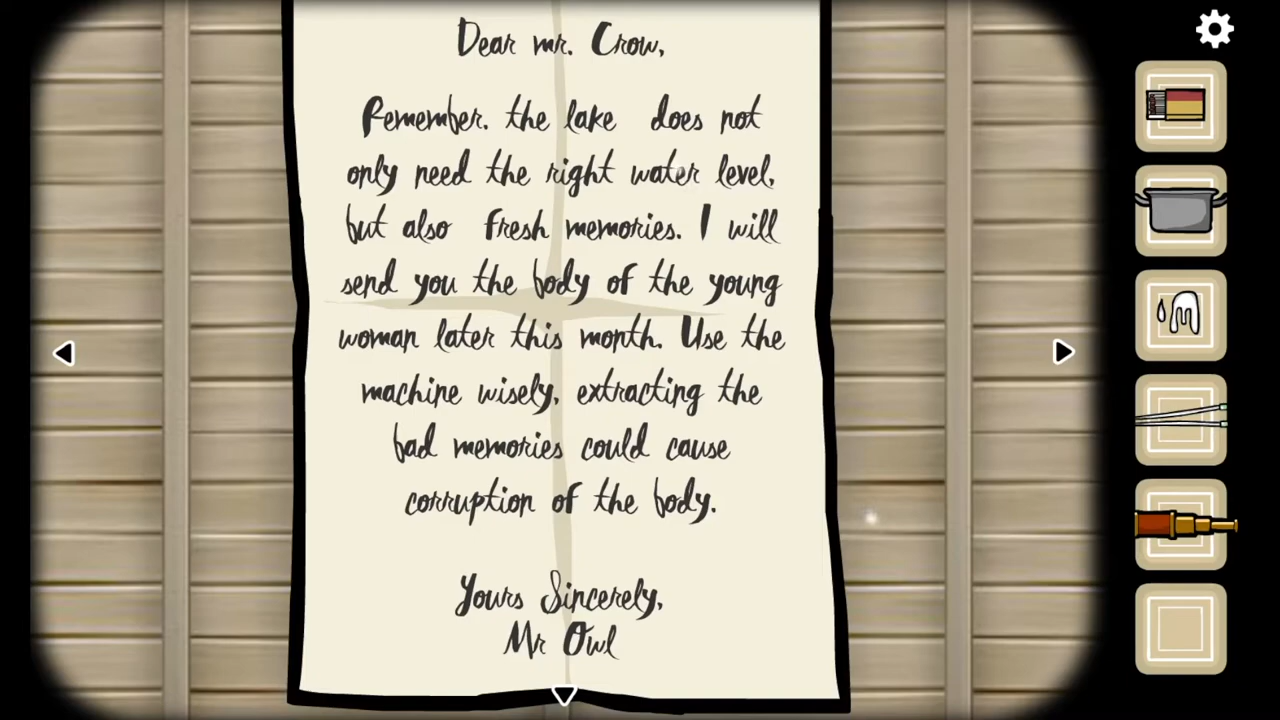 Dear mr. Crow,
Remember. the lake does not
only need the right water level,
but also fresh memories. I will
send you the body of the young
woman later this month. Use the
machine wisely, extracting the
bad memories could cause
corruption of the body.
Yours Sincerely,
Mr Owl